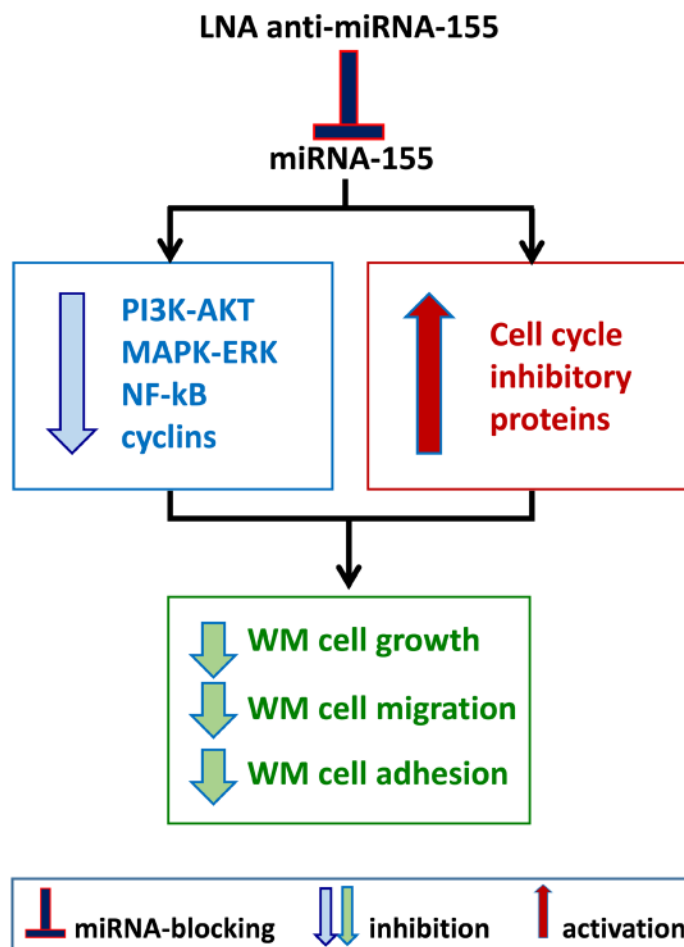 LNA anti-miRNA-155
miRNA-155
PI3K-AKT
MAPK-ERK
NF-kB
cyclins
Cell cycle
inhibitory
proteins
WM cell growth
WM cell migration
WM cell adhesion
miRNA-blocking
inhibition
activation